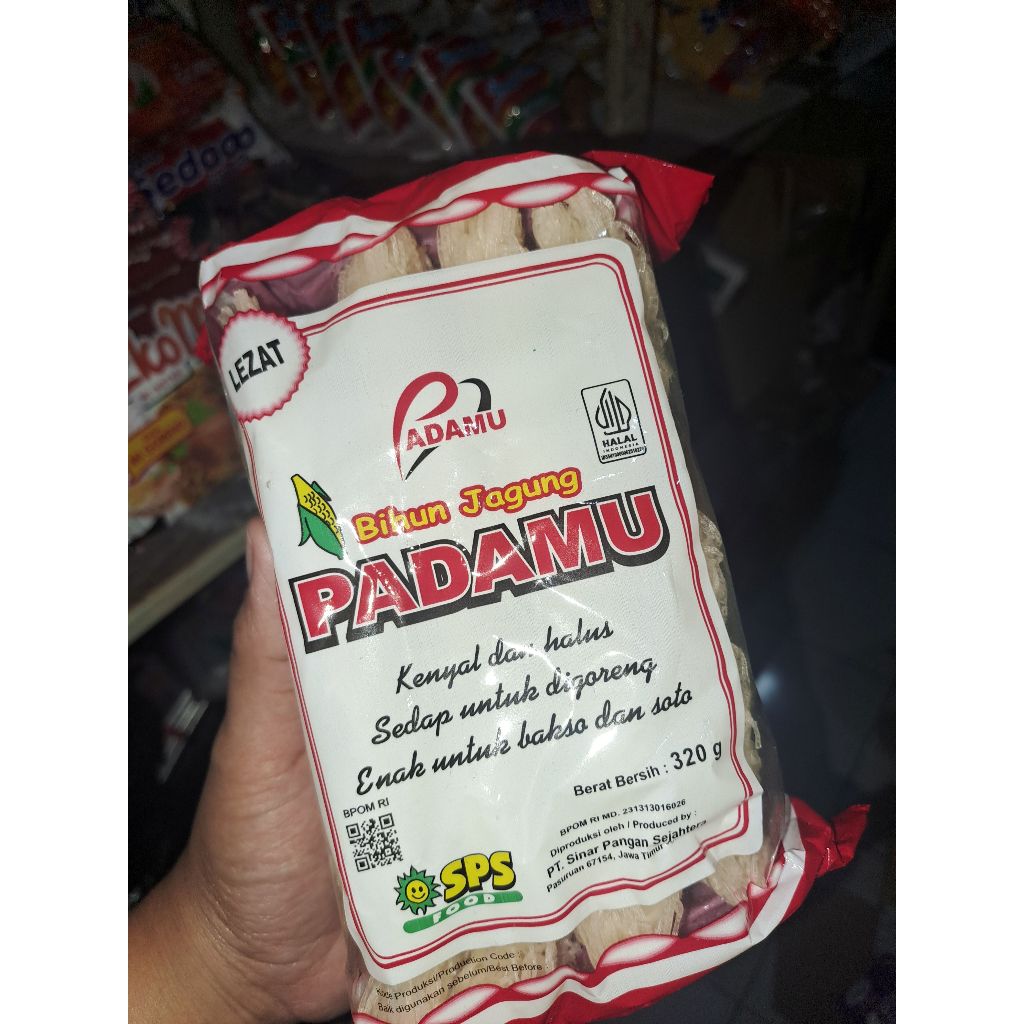 LEZAT
PADAMU
HALAL
INDONESIA
Bihun Jagung
PADAMU
Kenyal dan halus
Sedap untuk digoreng
Enak untuk bakso dan soto
Berat Bersih : 320 g
BPOM RI
BPOM RI MD. 231313016026
Diproduksi oleh / Produced by :
PT. Sinar Pangan Sejahtera
Pasuruan 67154, Jawa Timur
SPS
FOOD
Kode Produksi/Production Code :
Baik digunakan sebelum/Best Before :